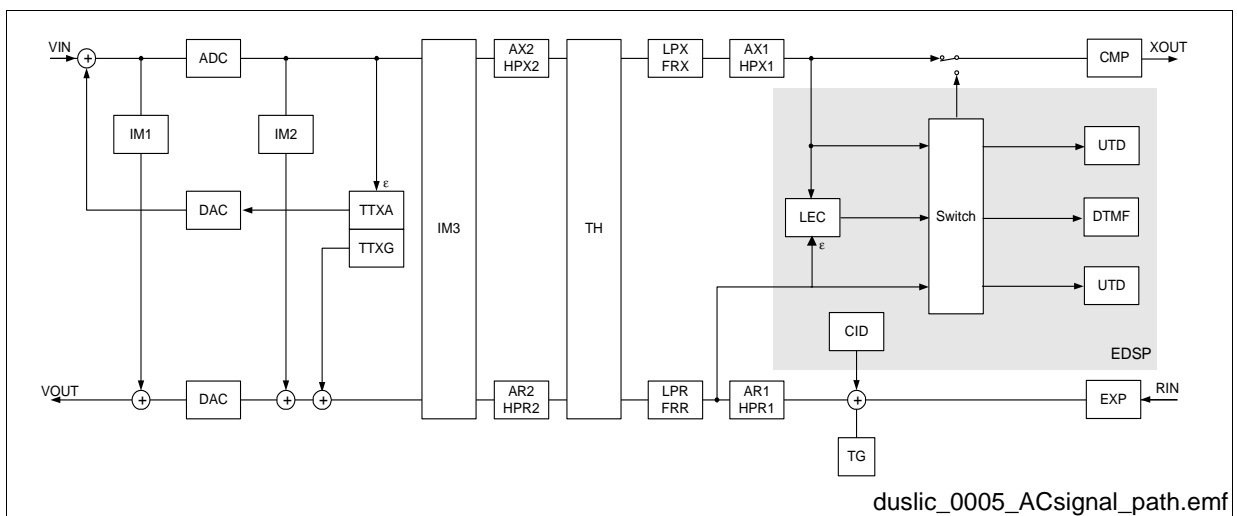 VIN
+
ADC
IM1
IM2
DAC
ε
TTXA
TTXG
IM3
AX2
HPX2
TH
LPX
FRX
AX1
HPX1
CMP
XOUT
UTD
LEC
ε
Switch
DTMF
UTD
CID
EDSP
VOUT
+
DAC
+
+
AR2
HPR2
LPR
FRR
AR1
HPR1
+
TG
EXP
RIN
duslic_0005_ACsignal_path.emf